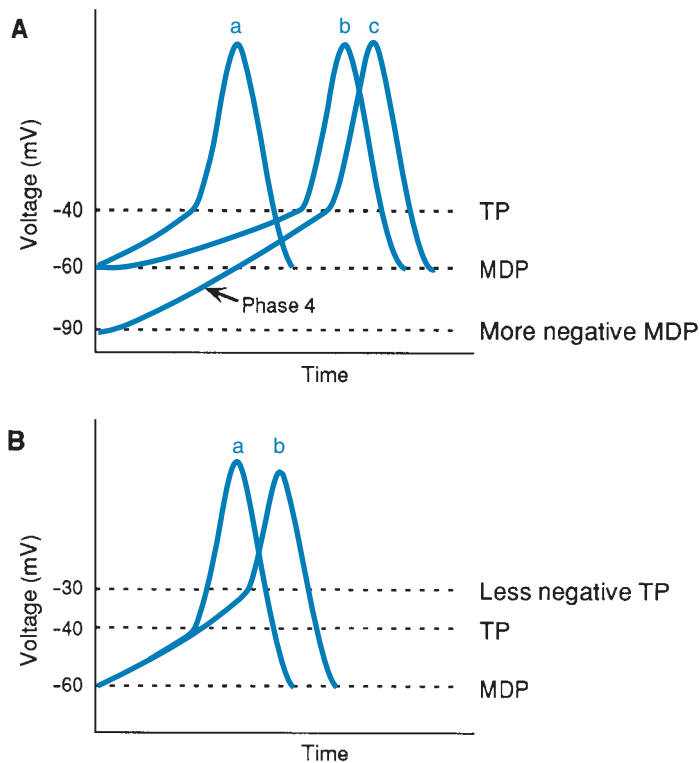 A
a
b
c
Voltage (mV)
-40
TP
-60
MDP
Phase 4
-90
More negative MDP
Time
B
a
b
Voltage (mV)
-30
Less negative TP
-40
TP
-60
MDP
Time